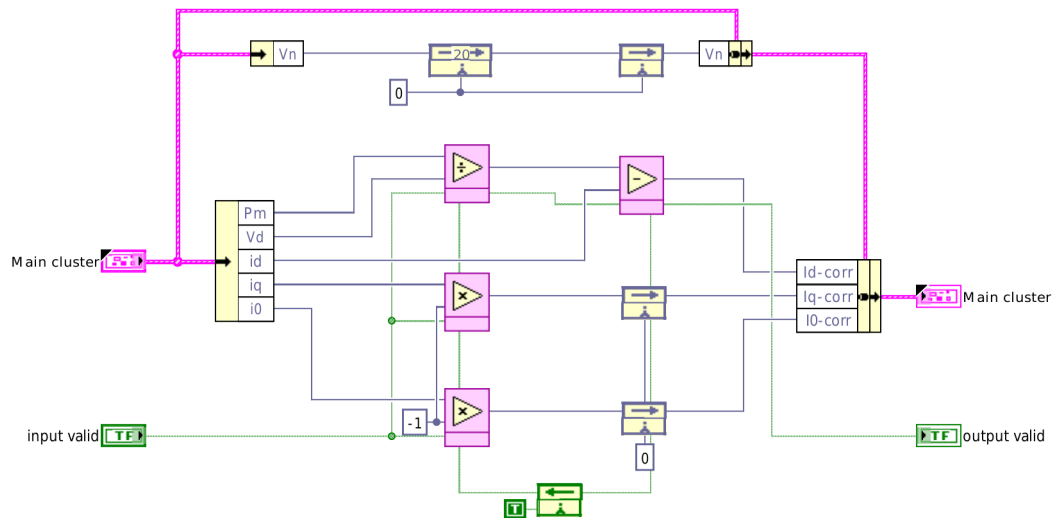 Vn
20
Vn
0
÷
−
Pm
Vd
id
iq
i0
Main cluster
×
Id-corr
Iq-corr
I0-corr
Main cluster
×
-1
input valid
TF
TF
output valid
0
T